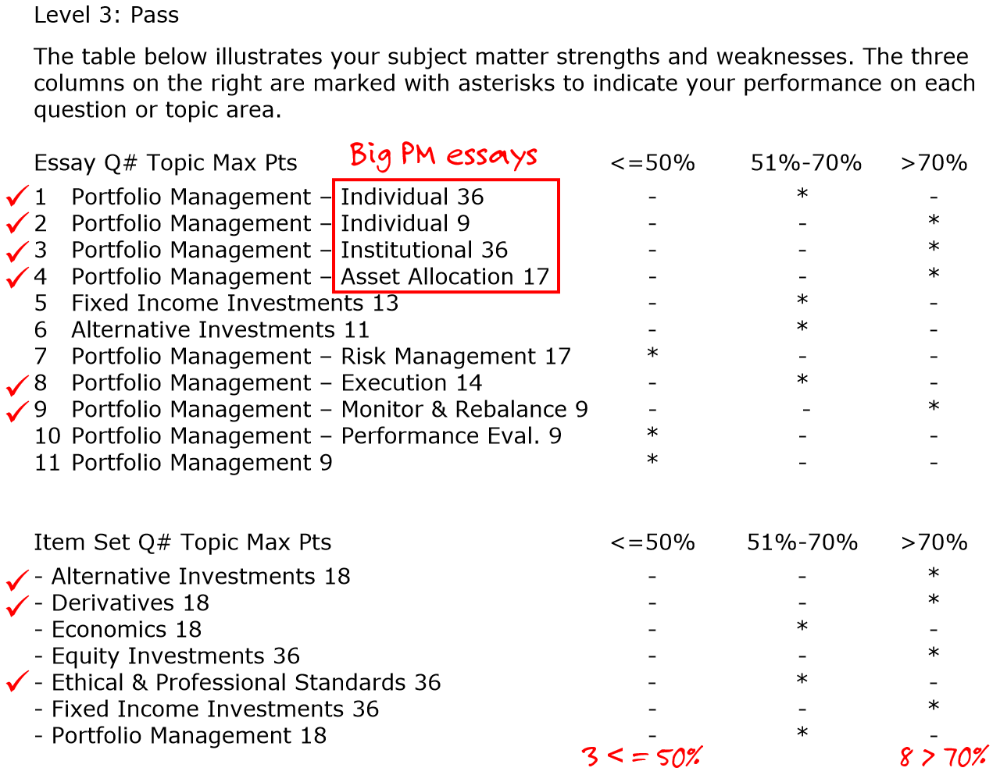 Level 3: Pass
The table below illustrates your subject matter strengths and weaknesses. The three
columns on the right are marked with asterisks to indicate your performance on each
question or topic area.
Big PM essays
Essay Q# Topic Max Pts <=50% 51%-70% >70%
✓ 1 Portfolio Management – Individual 36 - * -
✓ 2 Portfolio Management – Individual 9 - - *
✓ 3 Portfolio Management – Institutional 36 - - *
✓ 4 Portfolio Management – Asset Allocation 17 - - *
5 Fixed Income Investments 13 - * -
6 Alternative Investments 11 - * -
7 Portfolio Management – Risk Management 17 * - -
✓ 8 Portfolio Management – Execution 14 - * -
✓ 9 Portfolio Management – Monitor & Rebalance 9 - - *
10 Portfolio Management – Performance Eval. 9 * - -
11 Portfolio Management 9 * - -
Item Set Q# Topic Max Pts <=50% 51%-70% >70%
✓ - Alternative Investments 18 - - *
✓ - Derivatives 18 - - *
- Economics 18 - * -
- Equity Investments 36 - - *
✓ - Ethical & Professional Standards 36 - * -
- Fixed Income Investments 36 - - *
- Portfolio Management 18 - * -
3 <= 50% 8 > 70%